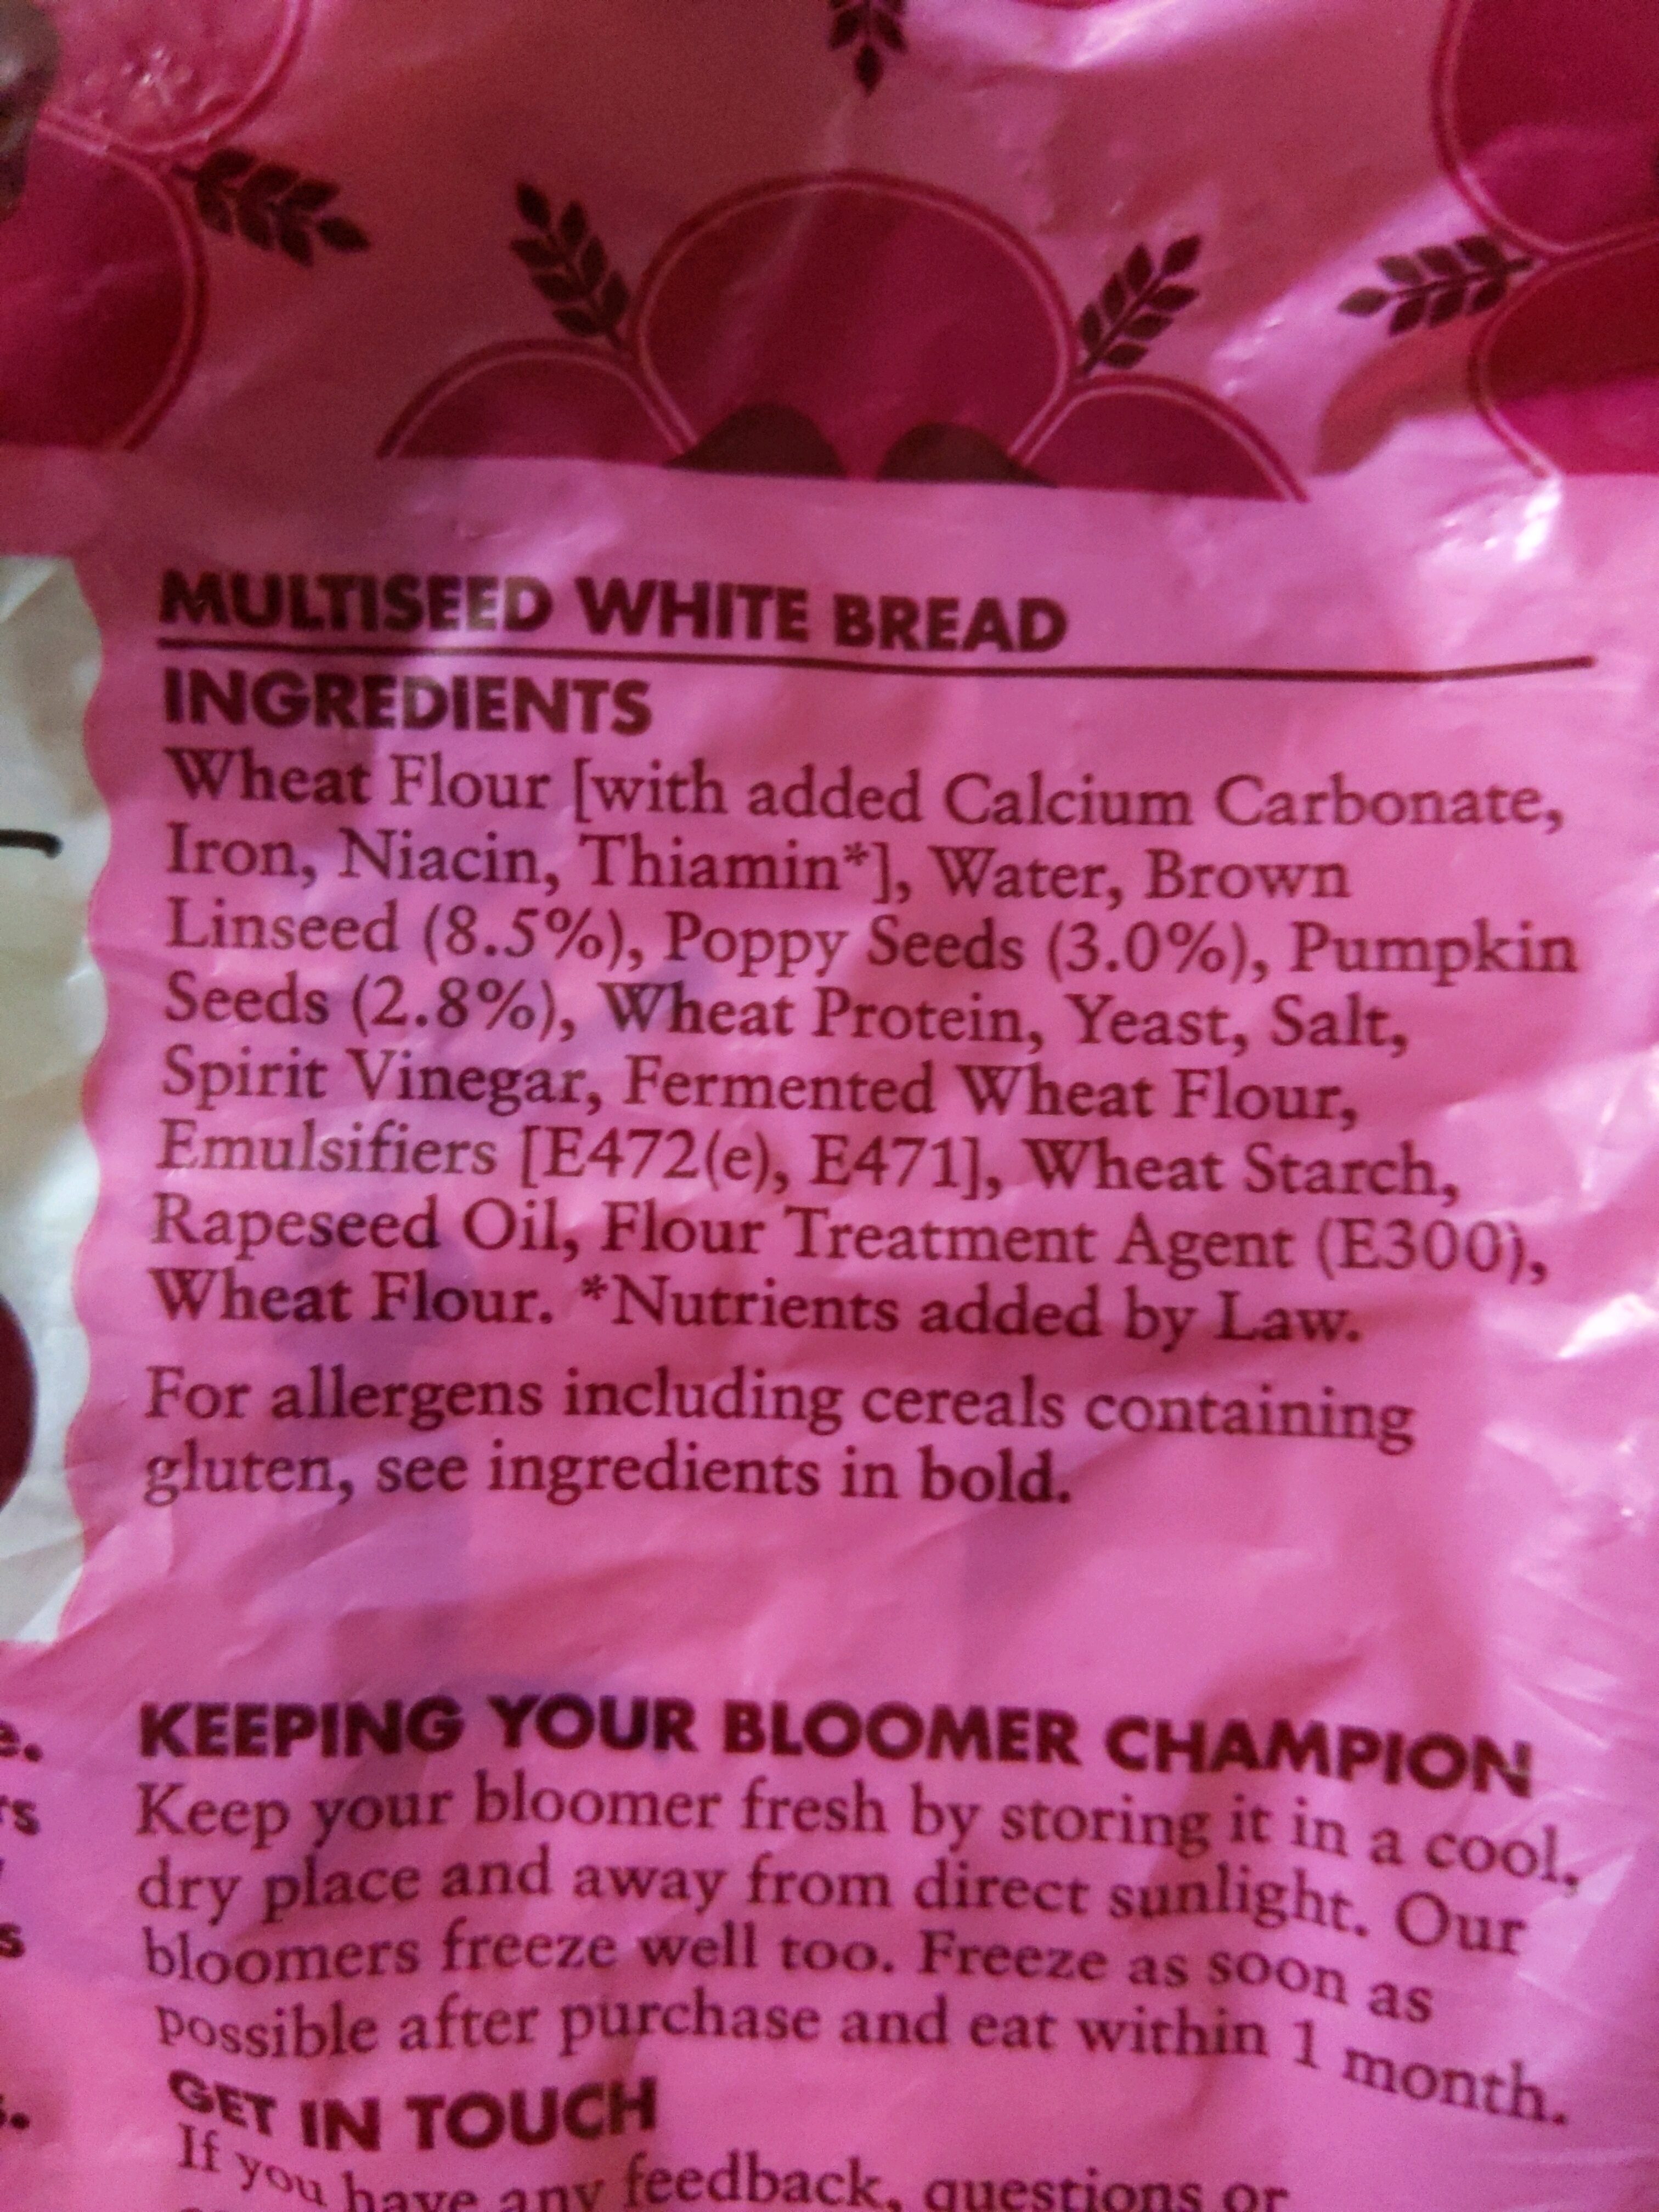 MULTISEED WHITE BREAD
INGREDIENTS
Wheat Flour [with added Calcium Carbonate,
Iron, Niacin, Thiamin*], Water, Brown
Linseed (8.5%), Poppy Seeds (3.0%), Pumpkin
Seeds (2.8%), Wheat Protein, Yeast, Salt,
Spirit Vinegar, Fermented Wheat Flour,
Emulsifiers [E472(e), E471], Wheat Starch,
Rapeseed Oil, Flour Treatment Agent (E300),
Wheat Flour. *Nutrients added by Law.
For allergens including cereals containing
gluten, see ingredients in bold.
KEEPING YOUR BLOOMER CHAMPION
Keep your bloomer fresh by storing it in a cool,
dry place and away from direct sunlight. Our
bloomers freeze well too. Freeze as soon as
possible after purchase and eat within 1 month.
GET IN TOUCH
If you have any feedback, questions or